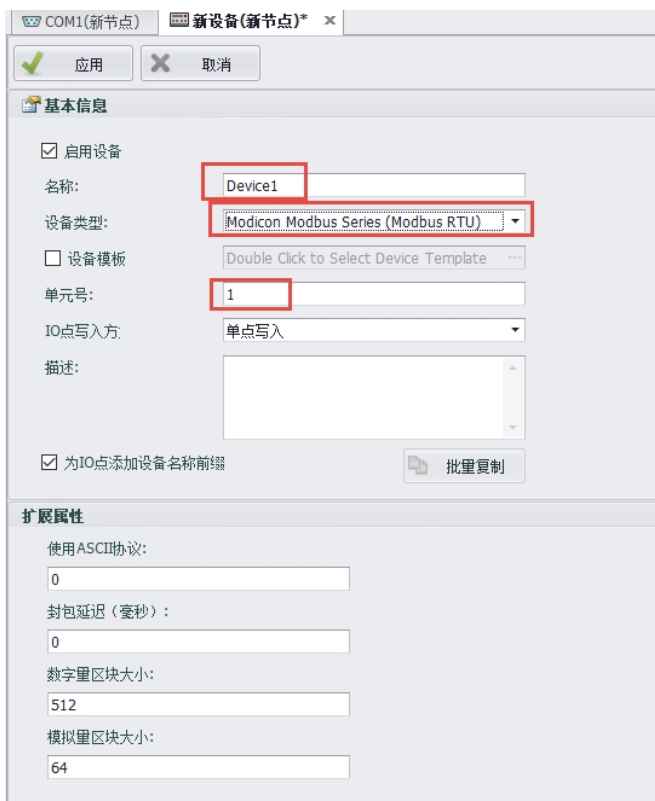 COM1(新节点) 新设备(新节点)* ×
应用 取消
基本信息
启用设备
名称: Device1
设备类型: Modicon Modbus Series (Modbus RTU)
设备模板 Double Click to Select Device Template ...
单元号: 1
IO点写入方: 单点写入
描述:
为IO点添加设备名称前缀 批量复制
扩展属性
使用ASCII协议:
0
封包延迟（毫秒）:
0
数字量区块大小:
512
模拟量区块大小:
64